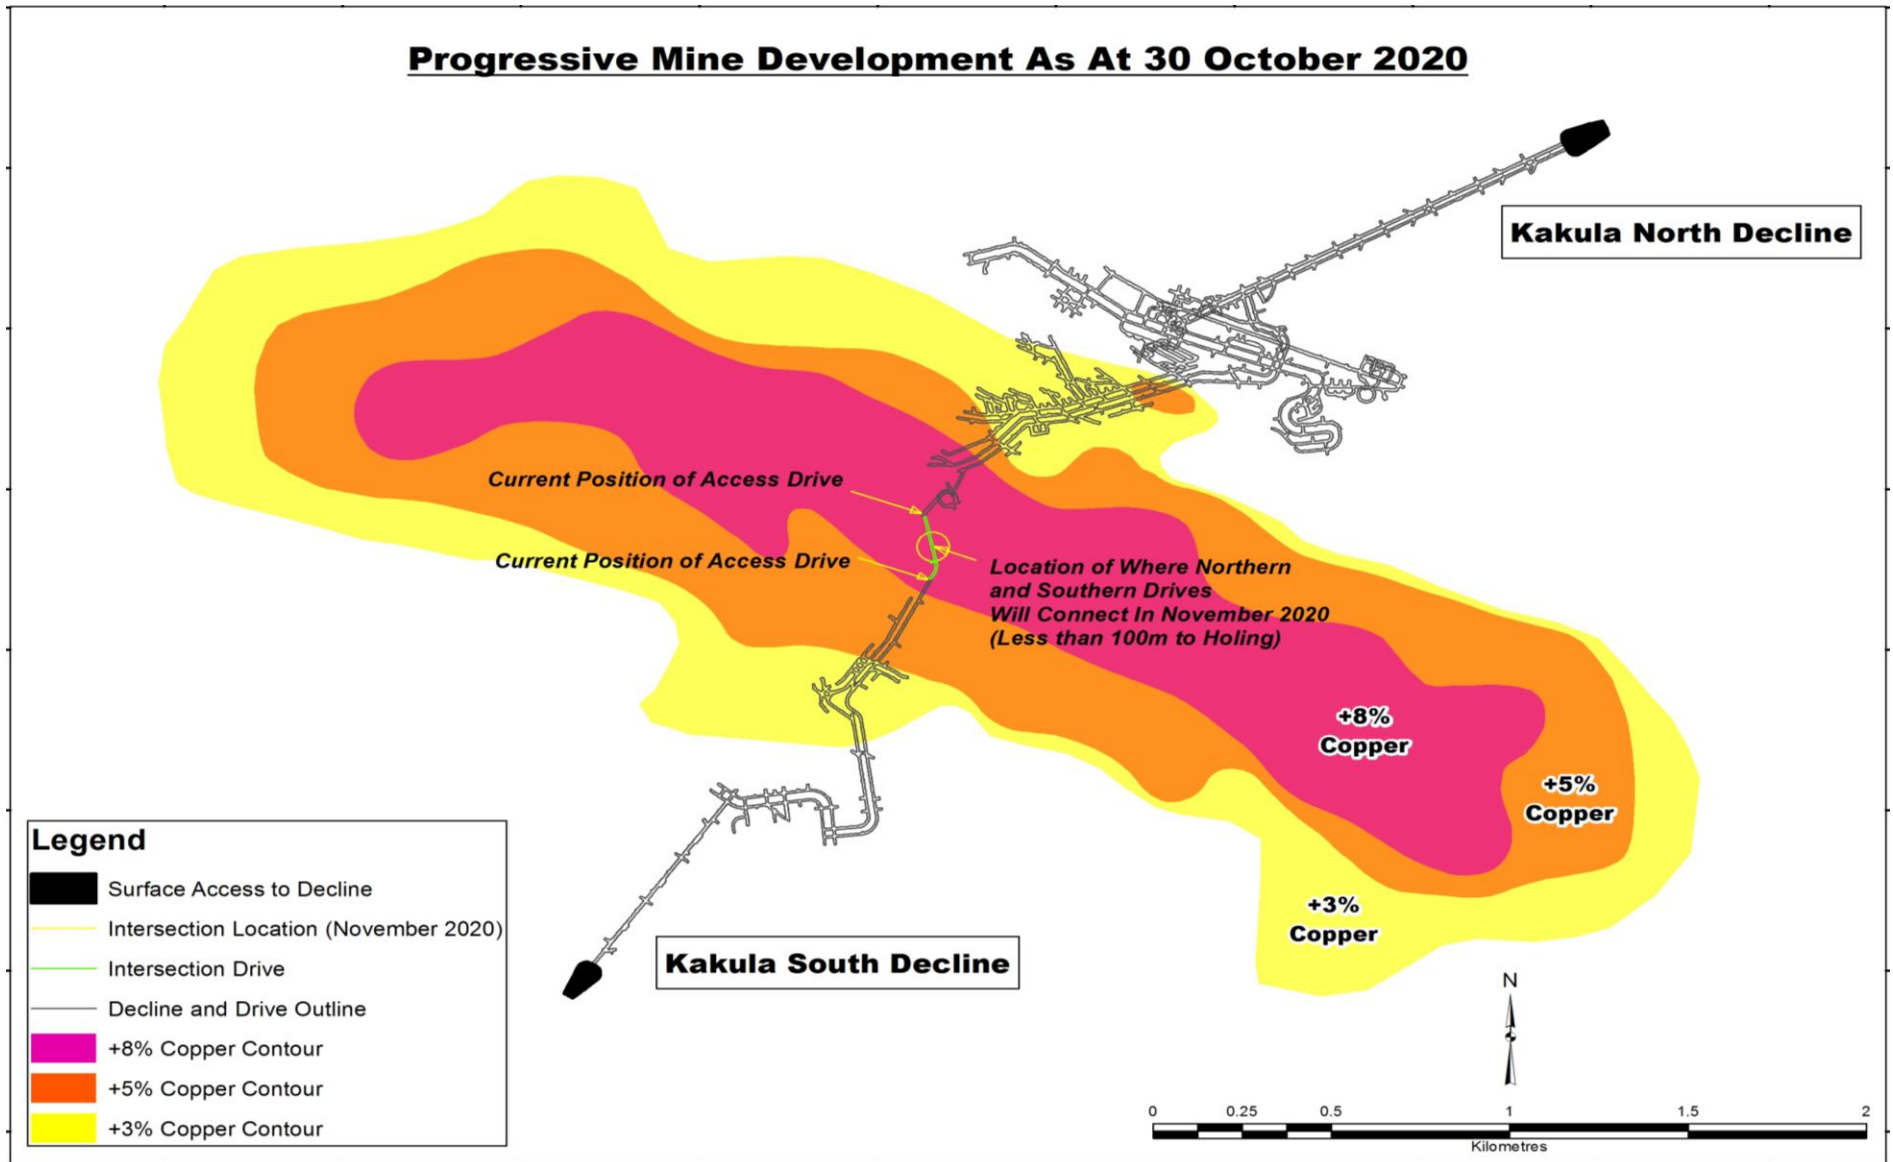 Progressive Mine Development As At 30 October 2020
Kakula North Decline
Current Position of Access Drive
Current Position of Access Drive
Location of Where Northern
and Southern Drives
Will Connect In November 2020
(Less than 100m to Holing)
+8%
Copper
+5%
Copper
+3%
Copper
Kakula South Decline
Legend
Surface Access to Decline
Intersection Location (November 2020)
Intersection Drive
Decline and Drive Outline
+8% Copper Contour
+5% Copper Contour
+3% Copper Contour
N
0 0.25 0.5 1 1.5 2
Kilometres